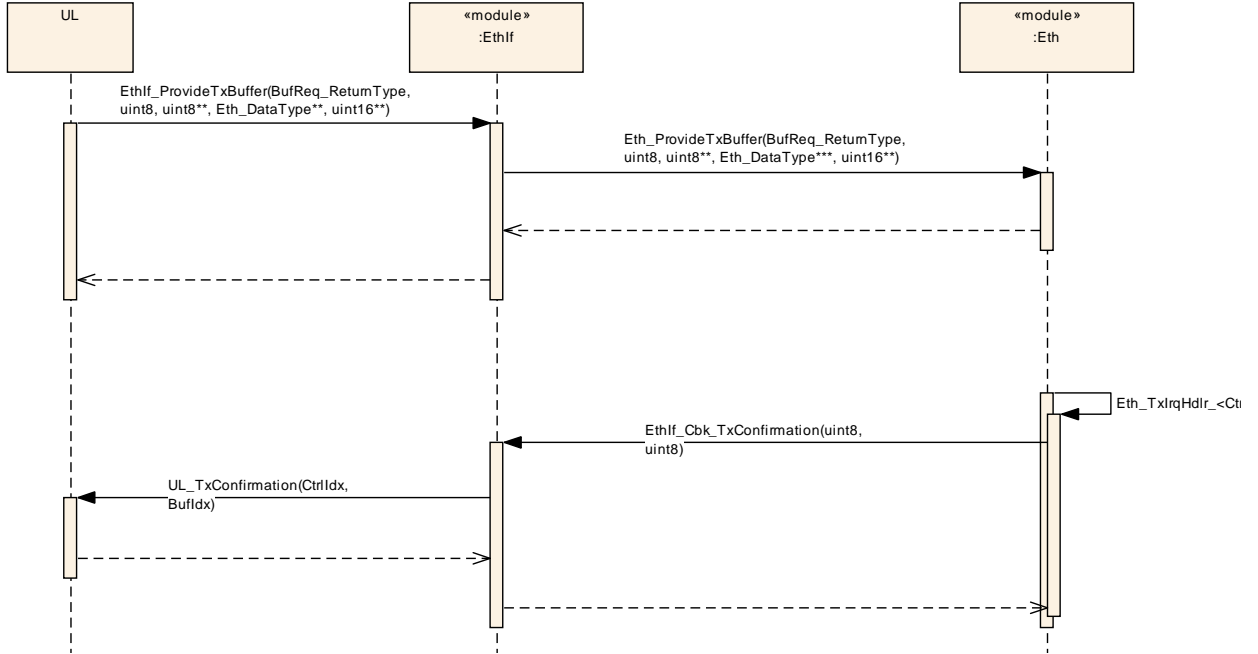 UL
«module»
:EthIf
«module»
:Eth
EthIf_ProvideTxBuffer(BufReq_ReturnType,
uint8, uint8**, Eth_DataType**, uint16**)
Eth_ProvideTxBuffer(BufReq_ReturnType,
uint8, uint8**, Eth_DataType***, uint16**)
Eth_TxIrqHdlr_<Ctr
EthIf_Cbk_TxConfirmation(uint8,
uint8)
UL_TxConfirmation(CtrlIdx,
BufIdx)